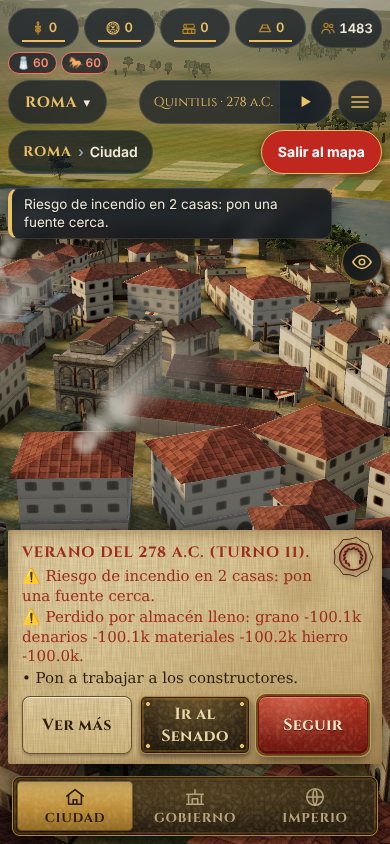 0 0 0 0 1483
60 60
ROMA ▾ QUINTILIS · 278 A.C.
ROMA › Ciudad Salir al mapa
Riesgo de incendio en 2 casas: pon una
fuente cerca.
VERANO DEL 278 A.C. (TURNO 11).
⚠️ Riesgo de incendio en 2 casas: pon
una fuente cerca.
⚠️ Perdido por almacén lleno: grano -100.1k
denarios -100.1k materiales -100.2k hierro
-100.0k.
• Pon a trabajar a los constructores.
VER MÁS
IR AL
SENADO
SEGUIR
CIUDAD GOBIERNO IMPERIO